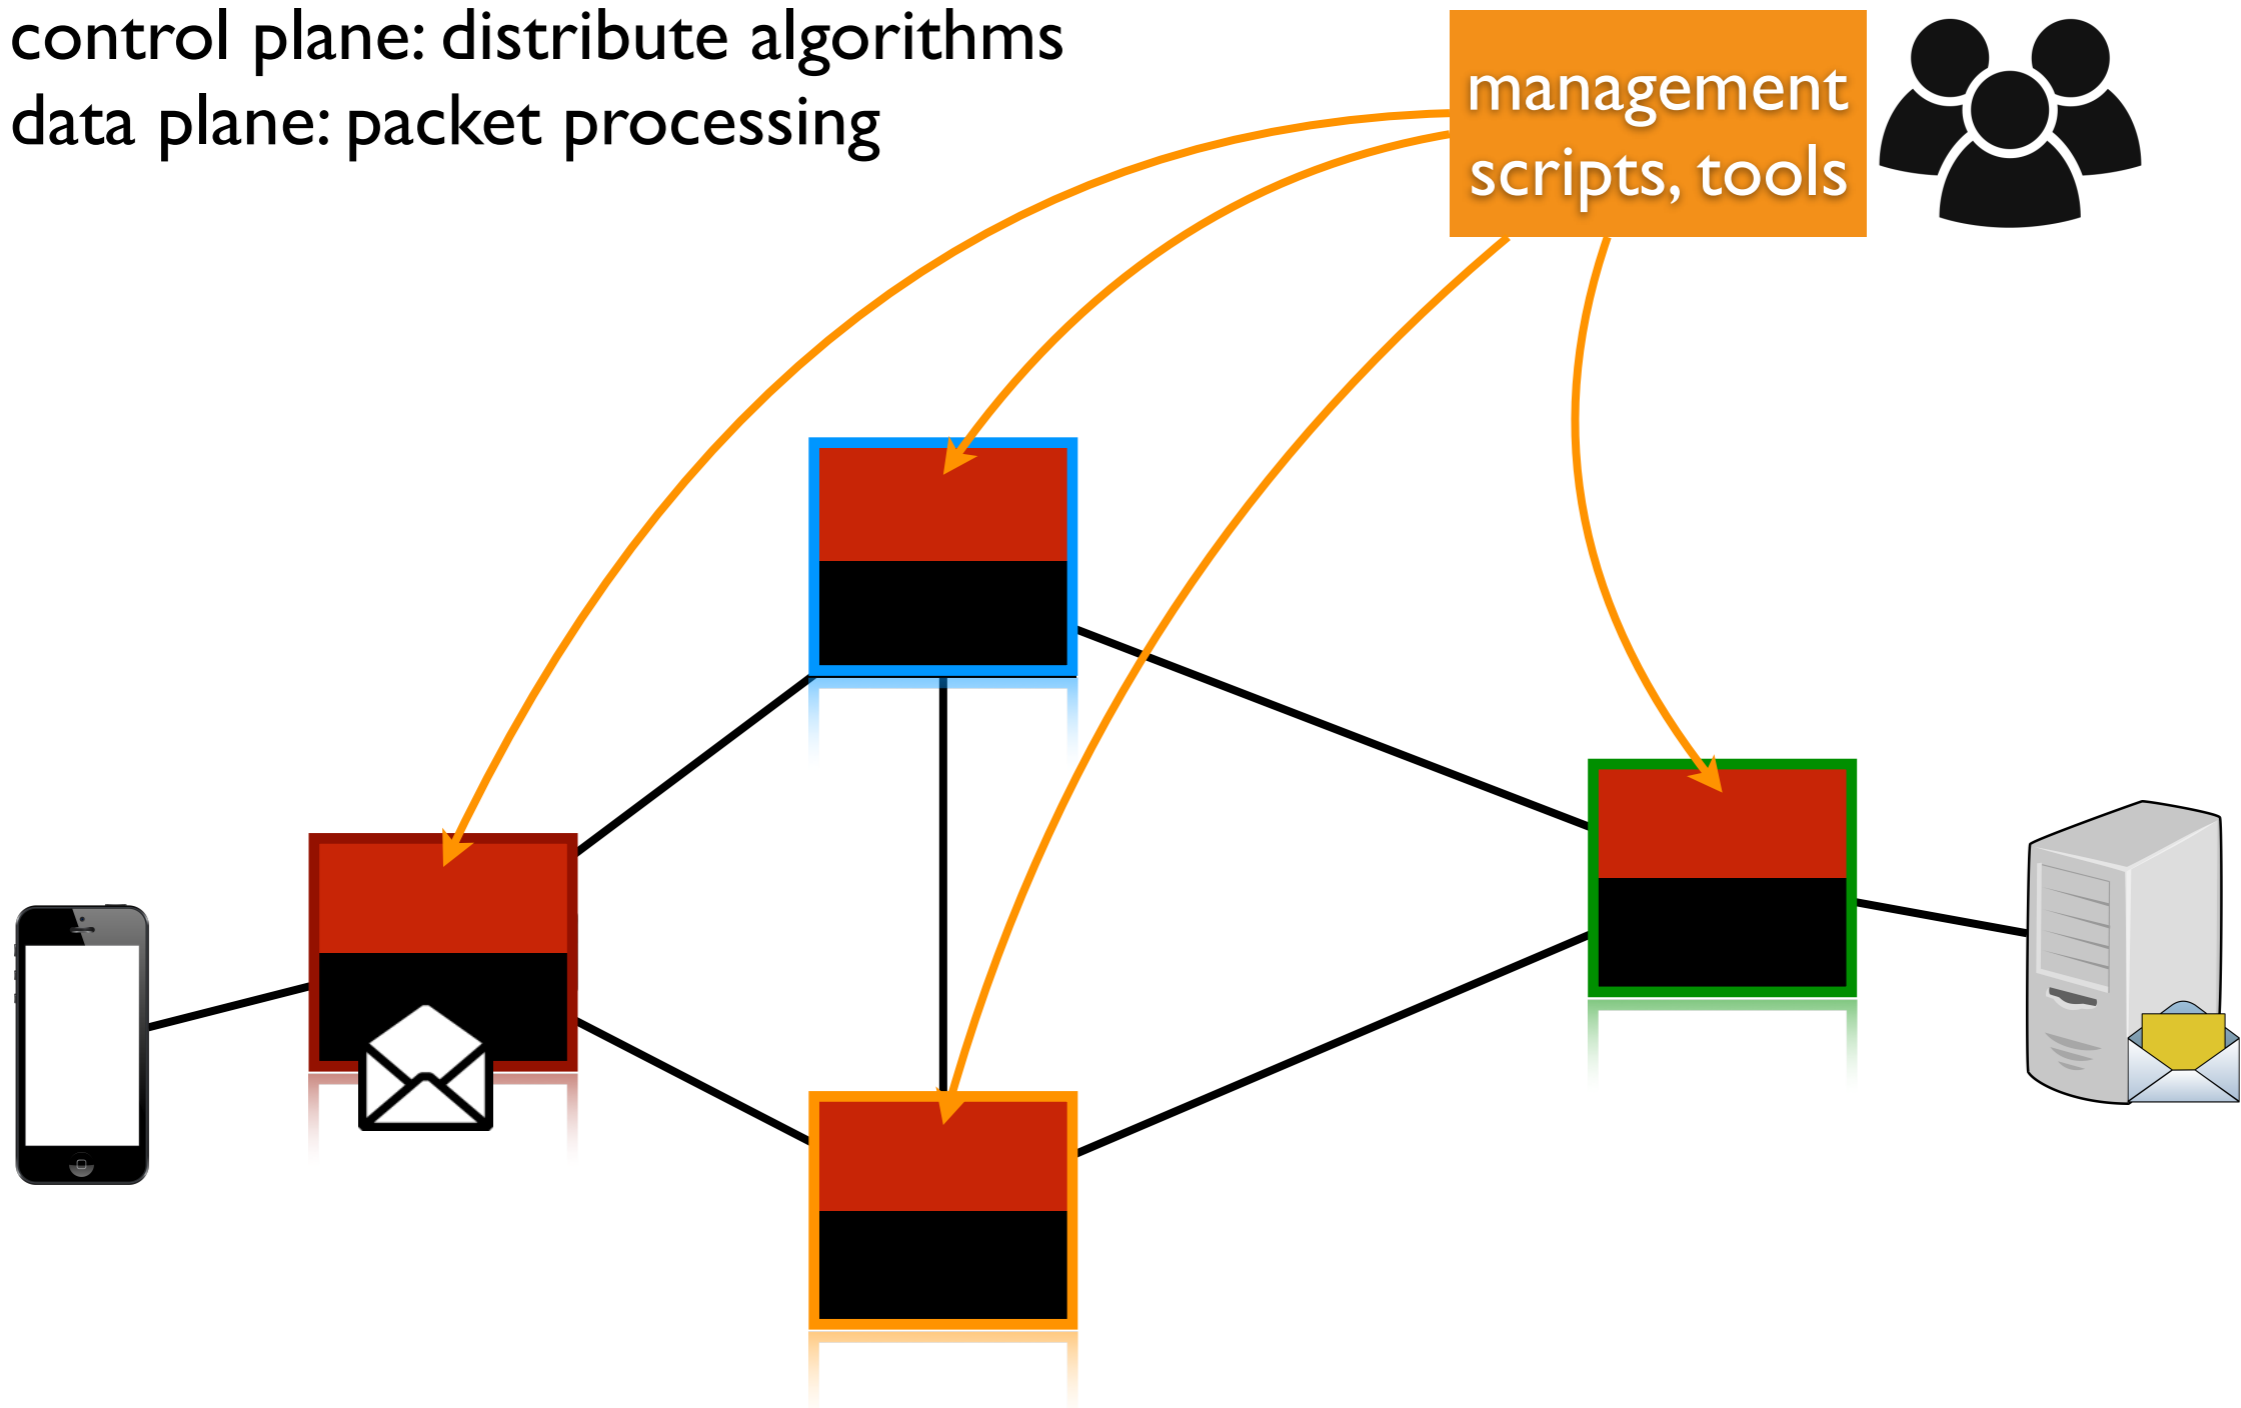 control plane: distribute algorithms
data plane: packet processing
management
scripts, tools